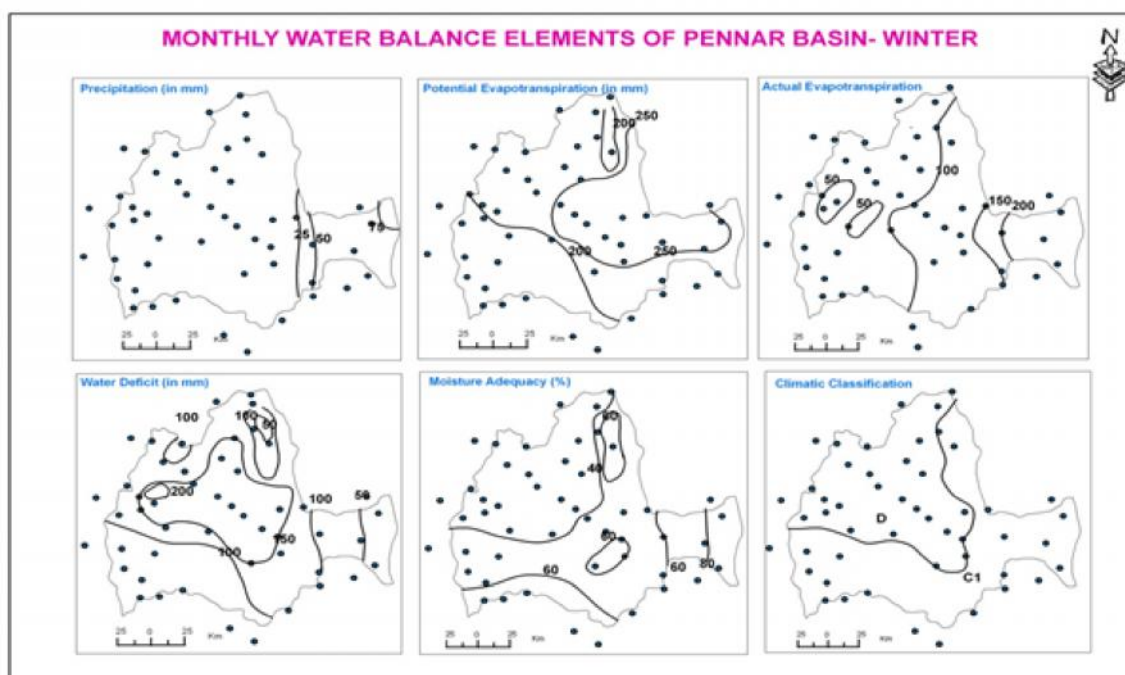 MONTHLY WATER BALANCE ELEMENTS OF PENNAR BASIN- WINTER
N
Precipitation (in mm)
25
50
75
25 0 25
Km
Potential Evapotranspiration (in mm)
200
250
200
250
25 0 25
Km
Actual Evapotranspiration
100
50
50
150
200
25 0 25
Km
Water Deficit (in mm)
100
100
50
200
100
50
100
150
25 0 25
Km
Moisture Adequacy (%)
40
60
60
60
80
25 0 25
Km
Climatic Classification
D
C1
25 0 25
Km